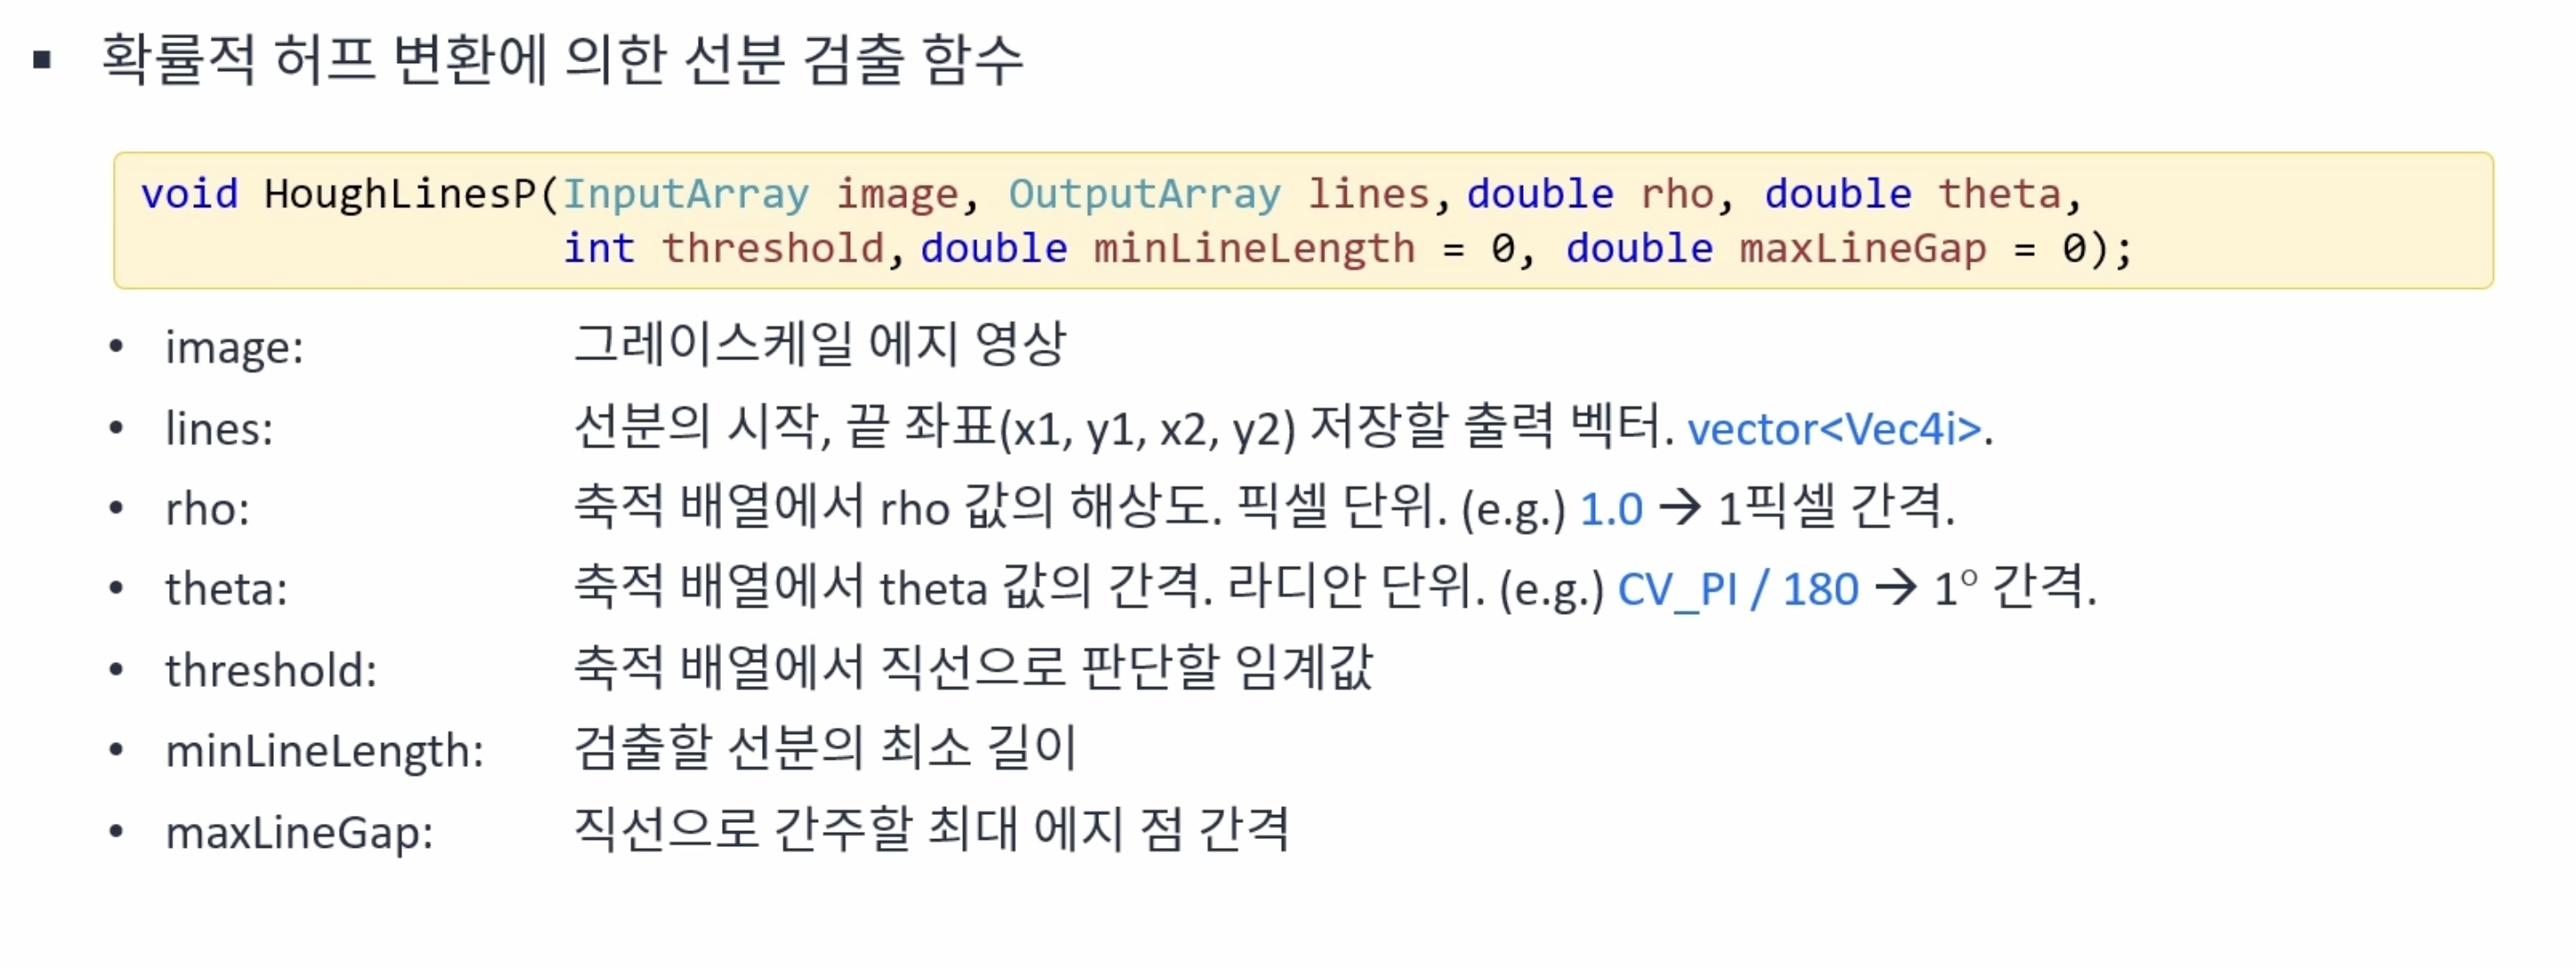 ▪ 확률적 허프 변환에 의한 선분 검출 함수
void HoughLinesP(InputArray image, OutputArray lines, double rho, double theta,
int threshold, double minLineLength = 0, double maxLineGap = 0);
• image: 그레이스케일 에지 영상
• lines: 선분의 시작, 끝 좌표(x1, y1, x2, y2) 저장할 출력 벡터. vector<Vec4i>.
• rho: 축적 배열에서 rho 값의 해상도. 픽셀 단위. (e.g.) 1.0 → 1픽셀 간격.
• theta: 축적 배열에서 theta 값의 간격. 라디안 단위. (e.g.) CV_PI / 180 → 1° 간격.
• threshold: 축적 배열에서 직선으로 판단할 임계값
• minLineLength: 검출할 선분의 최소 길이
• maxLineGap: 직선으로 간주할 최대 에지 점 간격